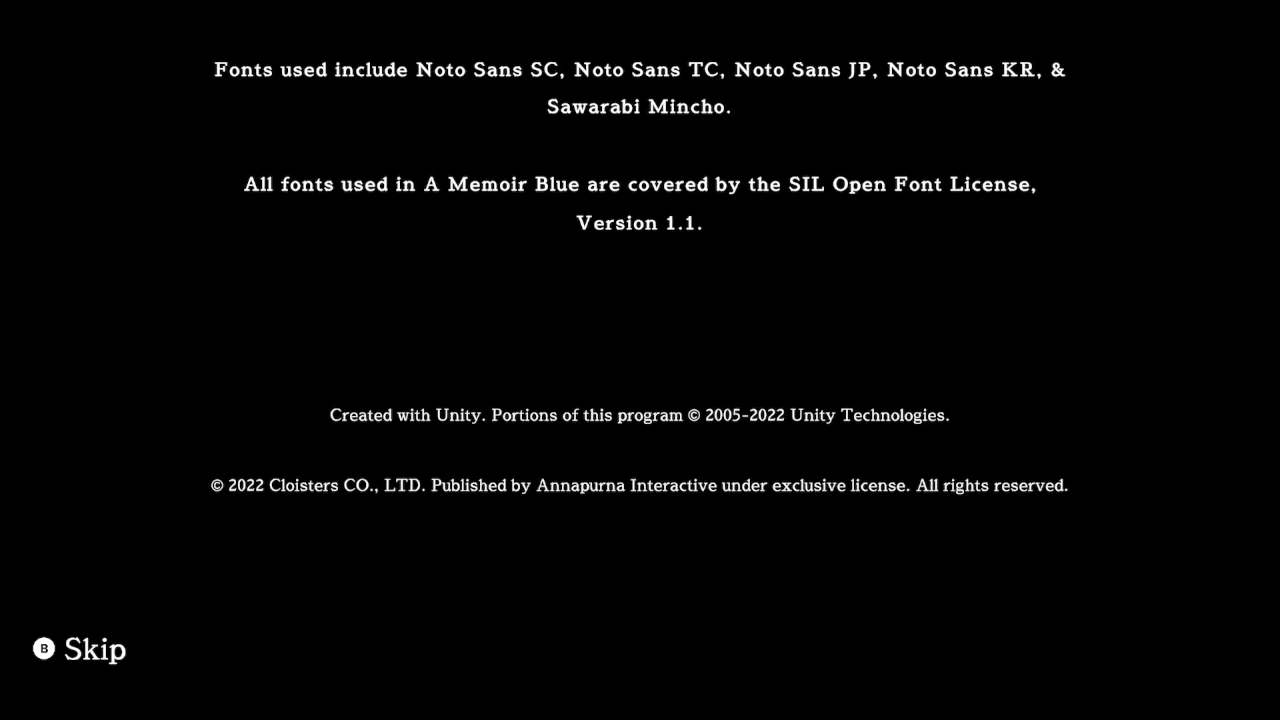 Fonts used include Noto Sans SC, Noto Sans TC, Noto Sans JP, Noto Sans KR, &
Sawarabi Mincho.
All fonts used in A Memoir Blue are covered by the SIL Open Font License,
Version 1.1.
Created with Unity. Portions of this program © 2005-2022 Unity Technologies.
© 2022 Cloisters CO., LTD. Published by Annapurna Interactive under exclusive license. All rights reserved.
B Skip